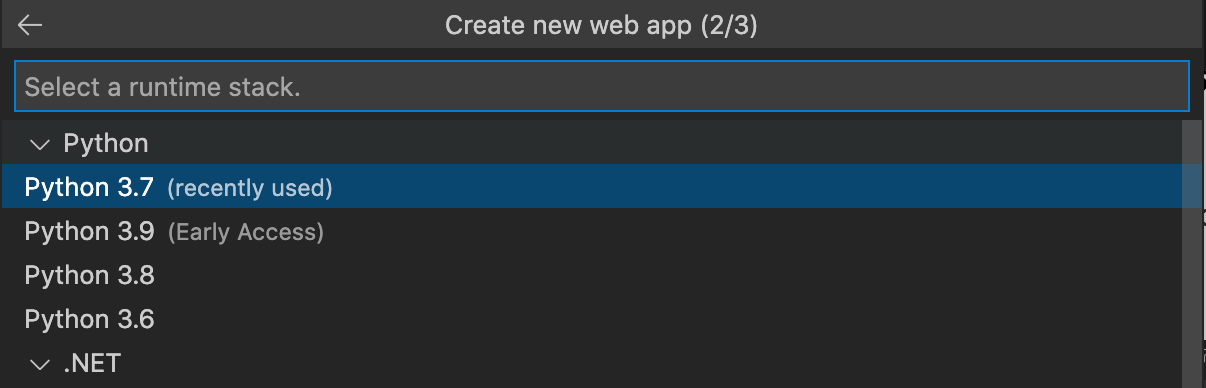 Create new web app (2/3)
Select a runtime stack.
Python
Python 3.7 (recently used)
Python 3.9 (Early Access)
Python 3.8
Python 3.6
.NET